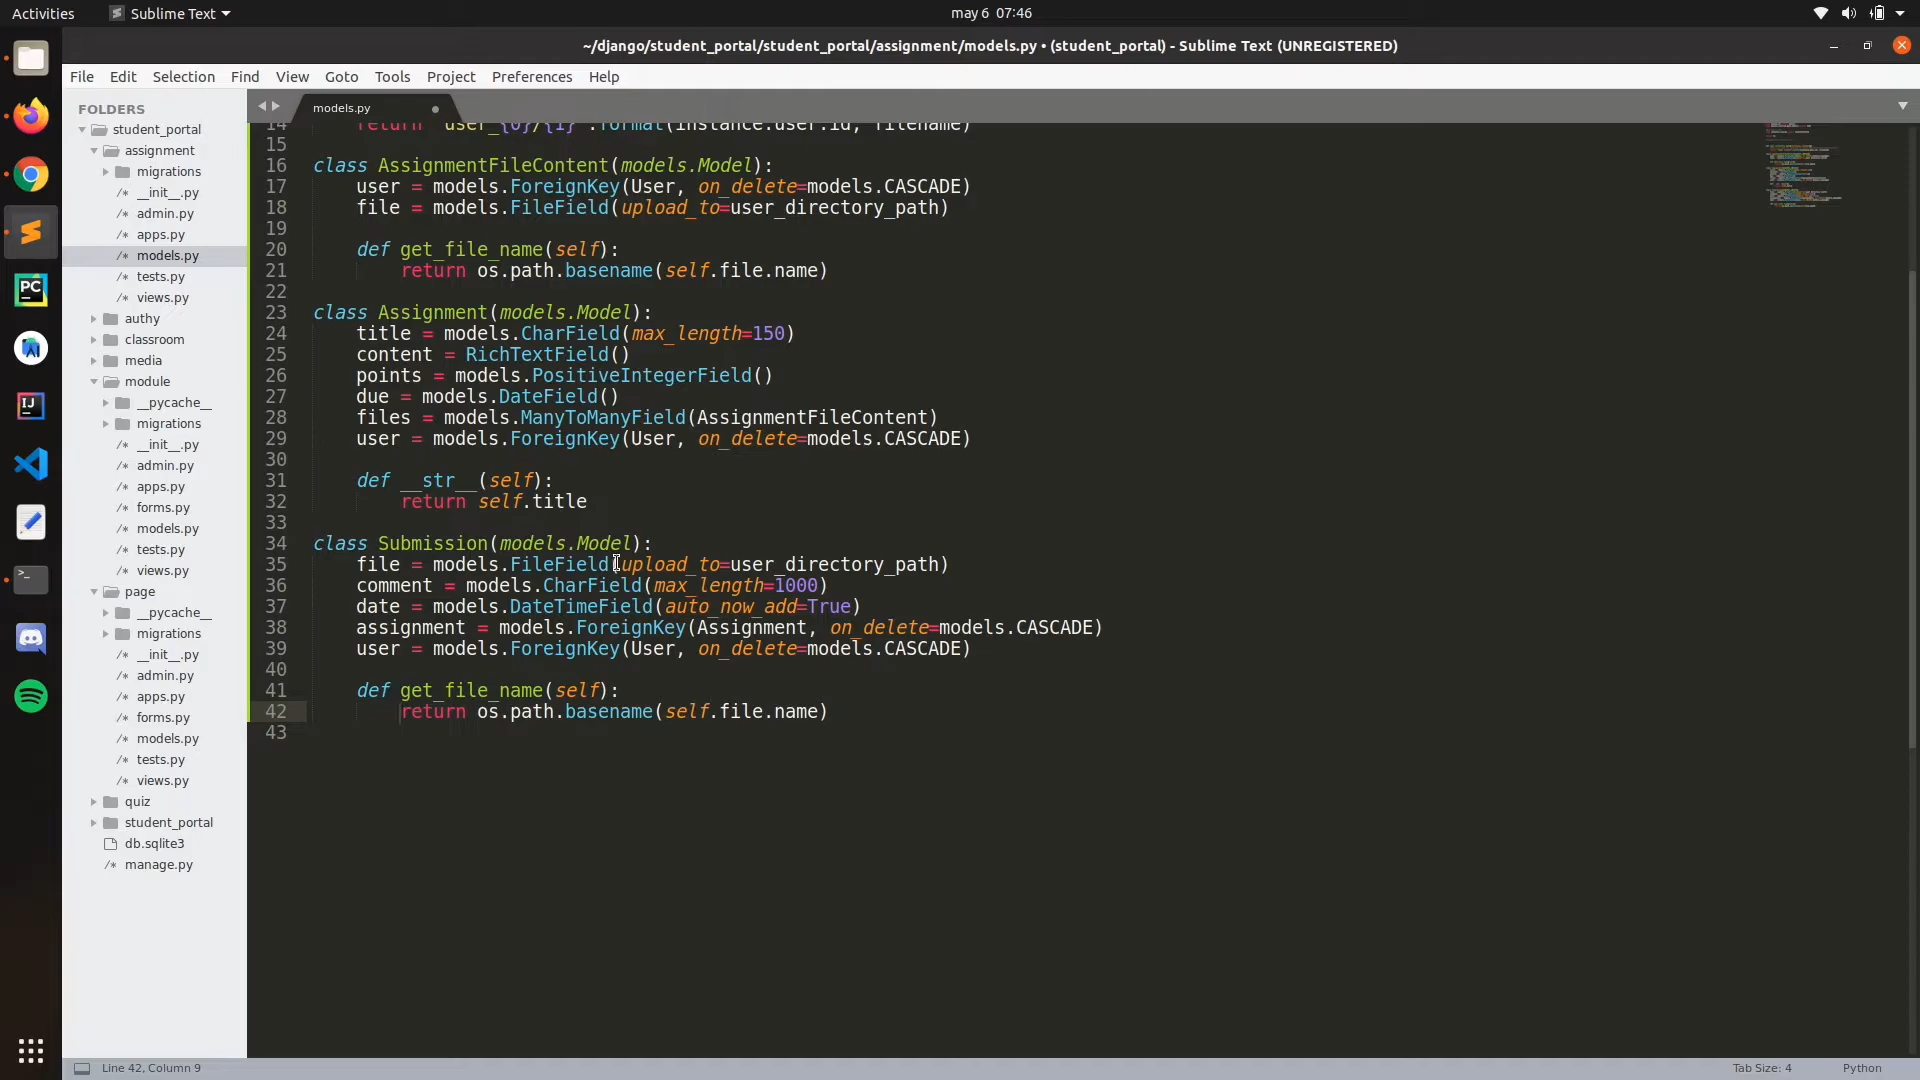 Activities
Sublime Text
may 6 07:46
~/django/student_portal/student_portal/assignment/models.py • (student_portal) - Sublime Text (UNREGISTERED)
File Edit Selection Find View Goto Tools Project Preferences Help
FOLDERS
student_portal
assignment
migrations
/* __init__.py
/* admin.py
/* apps.py
/* models.py
/* tests.py
/* views.py
authy
classroom
media
module
__pycache__
migrations
/* __init__.py
/* admin.py
/* apps.py
/* forms.py
/* models.py
/* tests.py
/* views.py
page
__pycache__
migrations
/* __init__.py
/* admin.py
/* apps.py
/* forms.py
/* models.py
/* tests.py
/* views.py
quiz
student_portal
db.sqlite3
/* manage.py
models.py
14 return 'user_{0}/{1}'.format(instance.user.id, filename)
15
16 class AssignmentFileContent(models.Model):
17 user = models.ForeignKey(User, on_delete=models.CASCADE)
18 file = models.FileField(upload_to=user_directory_path)
19
20 def get_file_name(self):
21 return os.path.basename(self.file.name)
22
23 class Assignment(models.Model):
24 title = models.CharField(max_length=150)
25 content = RichTextField()
26 points = models.PositiveIntegerField()
27 due = models.DateField()
28 files = models.ManyToManyField(AssignmentFileContent)
29 user = models.ForeignKey(User, on_delete=models.CASCADE)
30
31 def __str__(self):
32 return self.title
33
34 class Submission(models.Model):
35 file = models.FileField(upload_to=user_directory_path)
36 comment = models.CharField(max_length=1000)
37 date = models.DateTimeField(auto_now_add=True)
38 assignment = models.ForeignKey(Assignment, on_delete=models.CASCADE)
39 user = models.ForeignKey(User, on_delete=models.CASCADE)
40
41 def get_file_name(self):
42 return os.path.basename(self.file.name)
43
PC
IJ
Line 42, Column 9
Tab Size: 4
Python